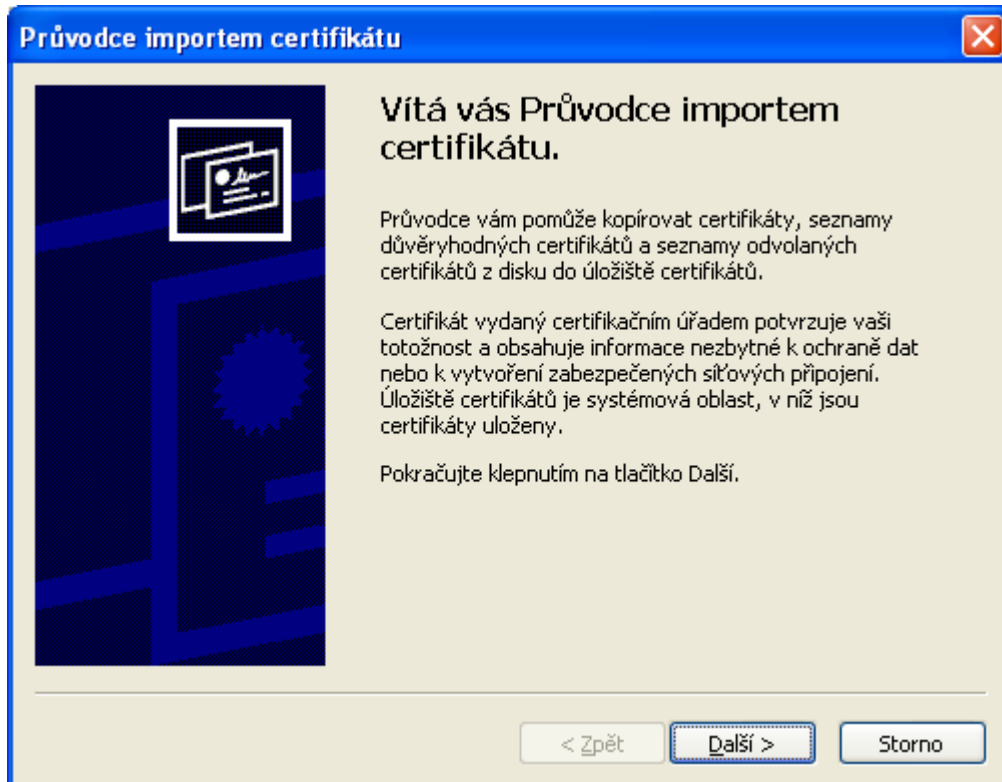 Průvodce importem certifikátu
Vítá vás Průvodce importem
certifikátu.
Průvodce vám pomůže kopírovat certifikáty, seznamy
důvěryhodných certifikátů a seznamy odvolaných
certifikátů z disku do úložiště certifikátů.
Certifikát vydaný certifikačním úřadem potvrzuje vaši
totožnost a obsahuje informace nezbytné k ochraně dat
nebo k vytvoření zabezpečených síťových připojení.
Úložiště certifikátů je systémová oblast, v níž jsou
certifikáty uloženy.
Pokračujte klepnutím na tlačítko Další.
< Zpět
Další >
Storno